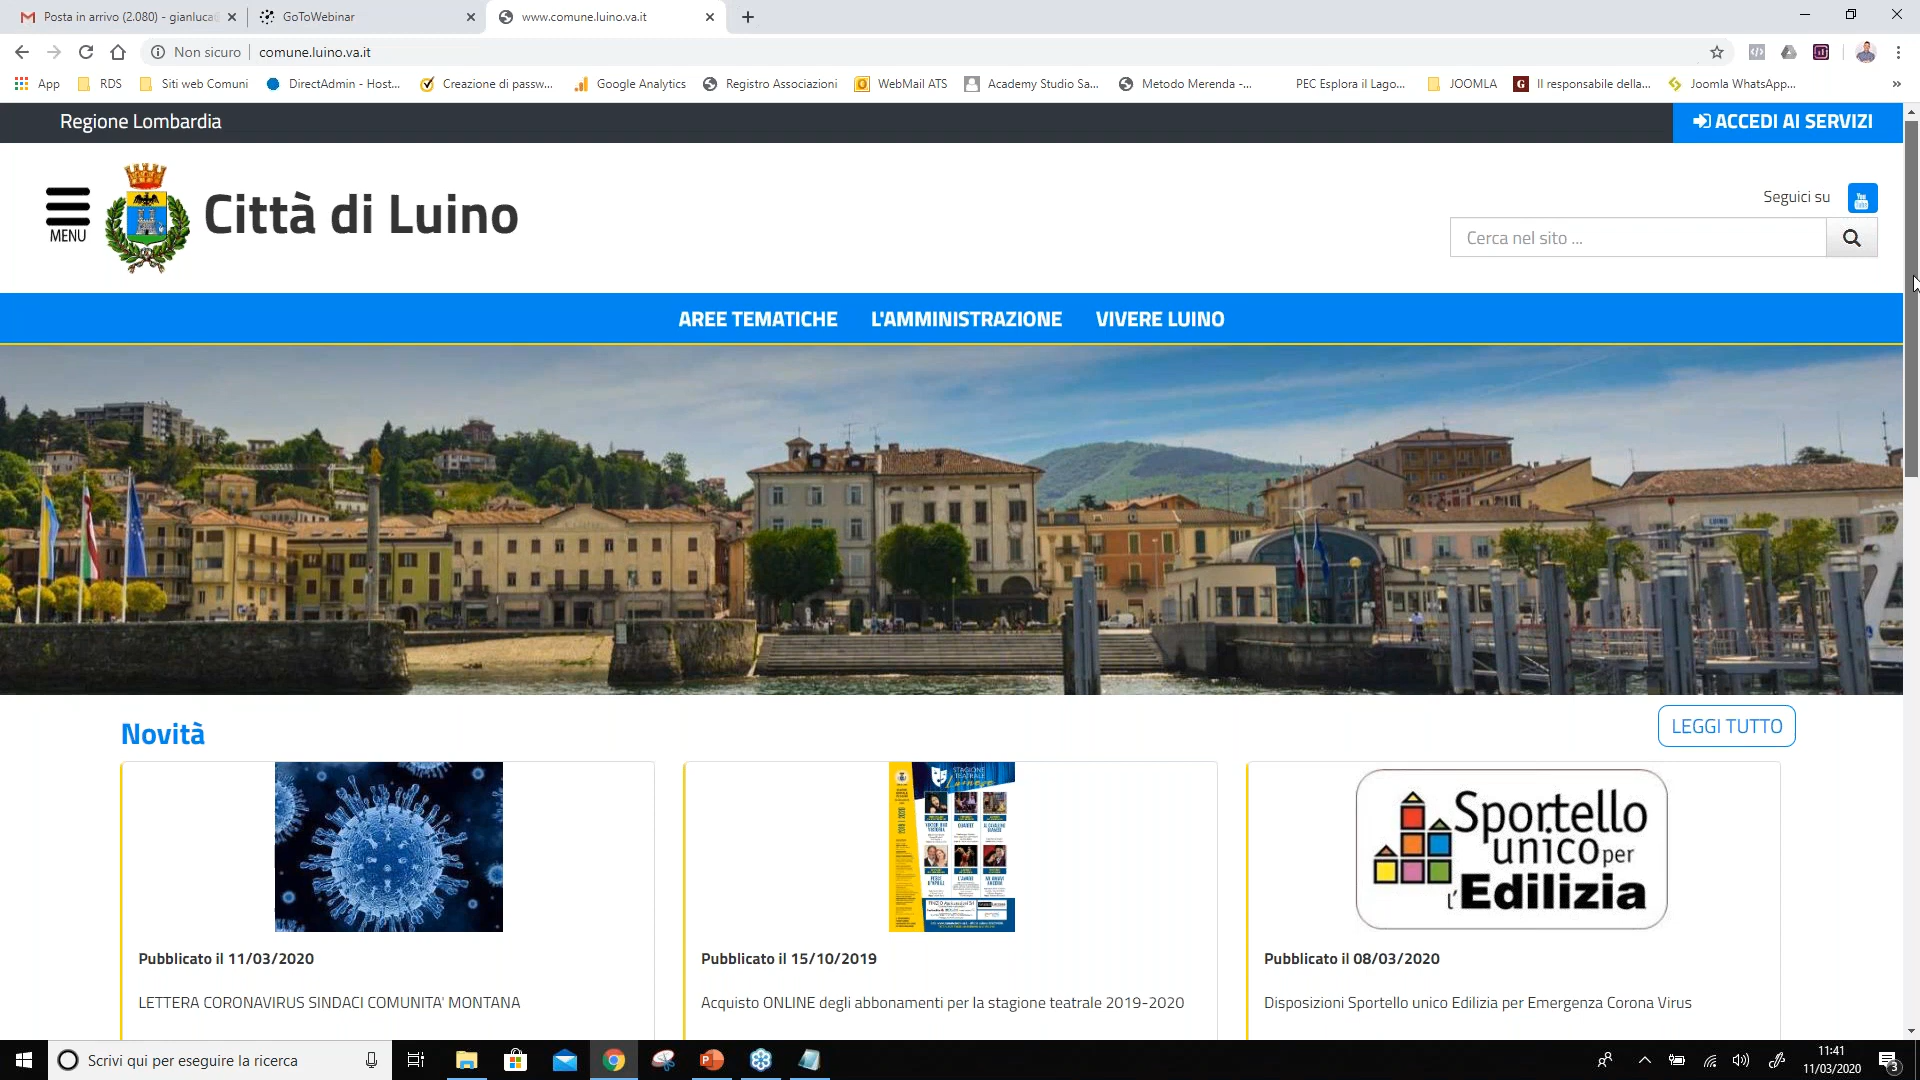 Posta in arrivo (2.080) - gianluca
GoToWebinar
www.comune.luino.va.it
Non sicuro
comune.luino.va.it
App
RDS
Siti web Comuni
DirectAdmin - Host...
Creazione di passw...
Google Analytics
Registro Associazioni
WebMail ATS
Academy Studio Sa...
Metodo Merenda -...
PEC Esplora il Lago...
JOOMLA
Il responsabile della...
Joomla WhatsApp...
»
Regione Lombardia
ACCEDI AI SERVIZI
MENU
Città di Luino
Seguici su
Cerca nel sito ...
AREE TEMATICHE
L'AMMINISTRAZIONE
VIVERE LUINO
LUINO
Novità
LEGGI TUTTO
STAGIONE
TEATRALE
Luinese
Sportello
unico per
l'Edilizia
Pubblicato il 11/03/2020
Pubblicato il 15/10/2019
Pubblicato il 08/03/2020
LETTERA CORONAVIRUS SINDACI COMUNITA' MONTANA
Acquisto ONLINE degli abbonamenti per la stagione teatrale 2019-2020
Disposizioni Sportello unico Edilizia per Emergenza Corona Virus
Scrivi qui per eseguire la ricerca
11:41
11/03/2020
3